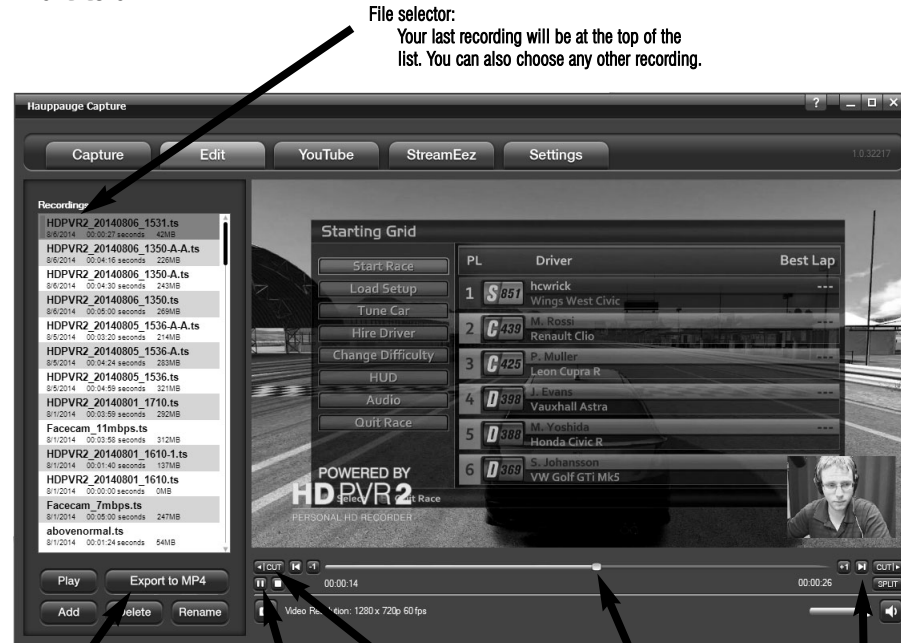 File selector:
Your last recording will be at the top of the
list. You can also choose any other recording.
Hauppauge Capture
?
Capture
Edit
YouTube
StreamEez
Settings
1.0.32217
Recordings
HDPVR2_20140806_1531.ts
8/6/2014 00:00:27 seconds 42MB
HDPVR2_20140806_1350-A-A.ts
8/6/2014 00:04:16 seconds 226MB
HDPVR2_20140806_1350-A.ts
8/6/2014 00:04:30 seconds 243MB
HDPVR2_20140806_1350.ts
8/6/2014 00:05:00 seconds 269MB
HDPVR2_20140805_1536-A-A.ts
8/5/2014 00:03:20 seconds 214MB
HDPVR2_20140805_1536-A.ts
8/5/2014 00:04:24 seconds 283MB
HDPVR2_20140805_1536.ts
8/5/2014 00:04:59 seconds 321MB
HDPVR2_20140801_1710.ts
8/1/2014 00:03:59 seconds 292MB
Facecam_11mbps.ts
8/1/2014 00:03:58 seconds 312MB
HDPVR2_20140801_1610-1.ts
8/1/2014 00:01:40 seconds 137MB
HDPVR2_20140801_1610.ts
8/1/2014 00:00:00 seconds 0MB
Facecam_7mbps.ts
8/1/2014 00:05:00 seconds 247MB
abovenormal.ts
8/1/2014 00:01:24 seconds 54MB
Play
Export to MP4
Add
Delete
Rename
Starting Grid
Start Race
Load Setup
Tune Car
Hire Driver
Change Difficulty
HUD
Audio
Quit Race
PL Driver Best Lap
1 S 851 hcwrick ---
Wings West Civic
2 C 439 M. Rossi ---
Renault Clio
3 C 425 P. Muller ---
Leon Cupra R
4 D 398 J. Evans ---
Vauxhall Astra
5 D 388 M. Yoshida ---
Honda Civic R
6 D 369 S. Johansson
VW Golf GTi Mk5
POWERED BY
HD PVR 2
Select Quit Race
PERSONAL HD RECORDER
CUT -1 +1 CUT
00:00:14 00:00:26 SPLIT
Video Resolution: 1280 x 720p 60 fps